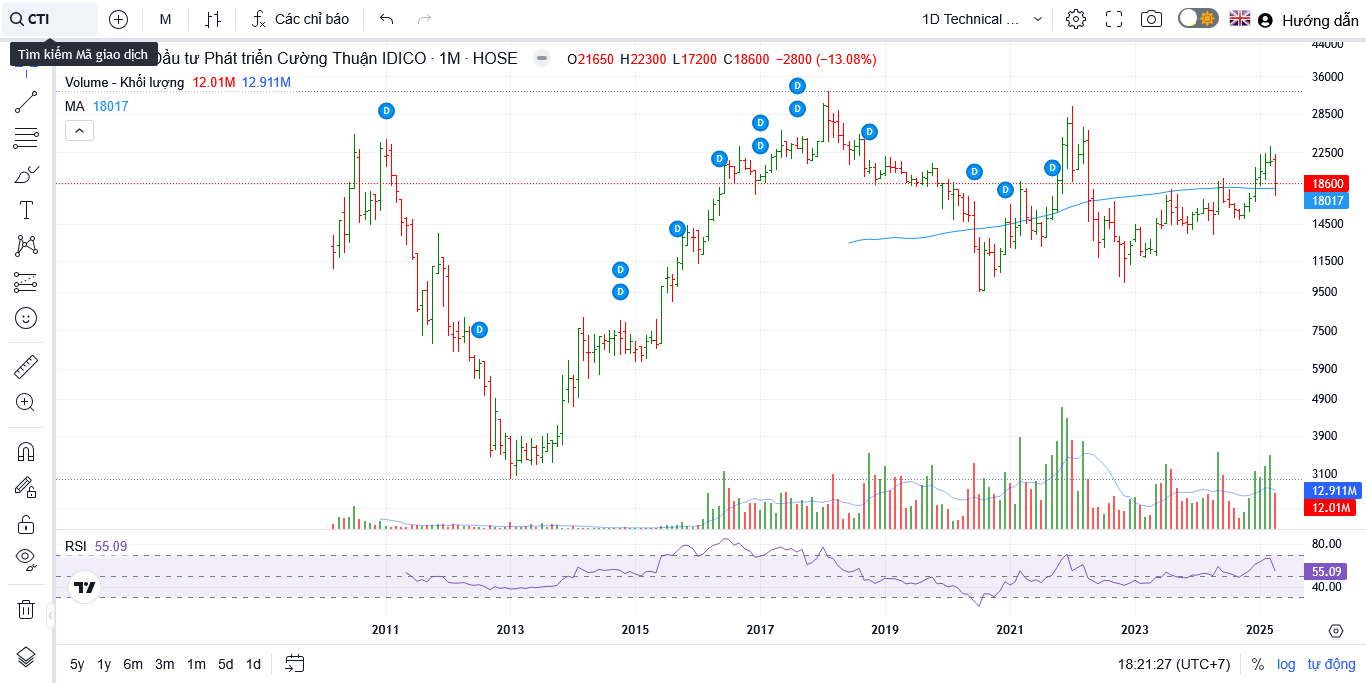 CTI
M
Các chỉ báo
1D Technical ...
Hướng dẫn
Tìm kiếm Mã giao dịch
Đầu tư Phát triển Cường Thuận IDICO · 1M · HOSE
O21650 H22300 L17200 C18600 −2800 (−13.08%)
Volume - Khối lượng 12.01M 12.911M
MA 18017
D D D D D D D D D D D D D D
44000
36000
28500
22500
18600
18017
14500
11500
9500
7500
5900
4900
3900
3100
12.911M
12.01M
RSI 55.09
80.00
55.09
40.00
2011 2013 2015 2017 2019 2021 2023 2025
5y 1y 6m 3m 1m 5d 1d
18:21:27 (UTC+7) % log tự động